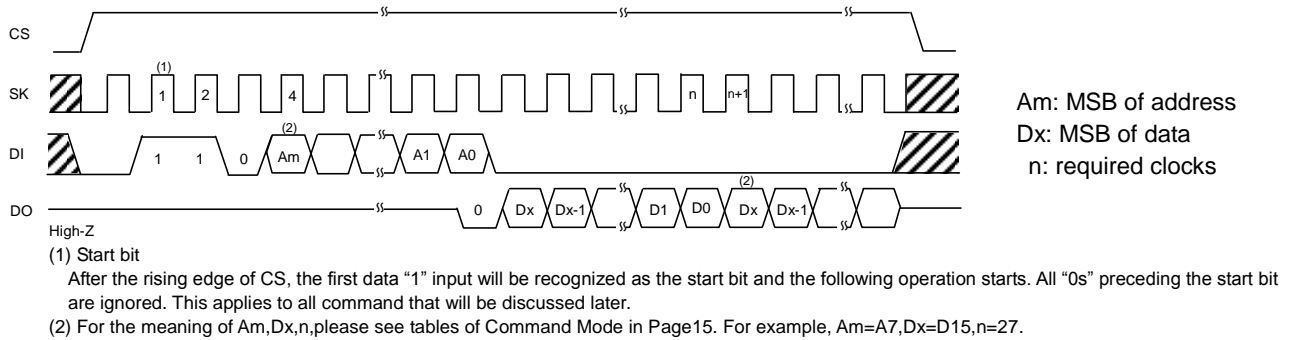 CS
(1)
SK 1 2 4 n n+1
(2)
DI 1 1 0 Am A1 A0
(2)
DO 0 Dx Dx-1 D1 D0 Dx Dx-1
High-Z
Am: MSB of address
Dx: MSB of data
n: required clocks
(1) Start bit
After the rising edge of CS, the first data “1” input will be recognized as the start bit and the following operation starts. All “0s” preceding the start bit
are ignored. This applies to all command that will be discussed later.
(2) For the meaning of Am,Dx,n,please see tables of Command Mode in Page15. For example, Am=A7,Dx=D15,n=27.